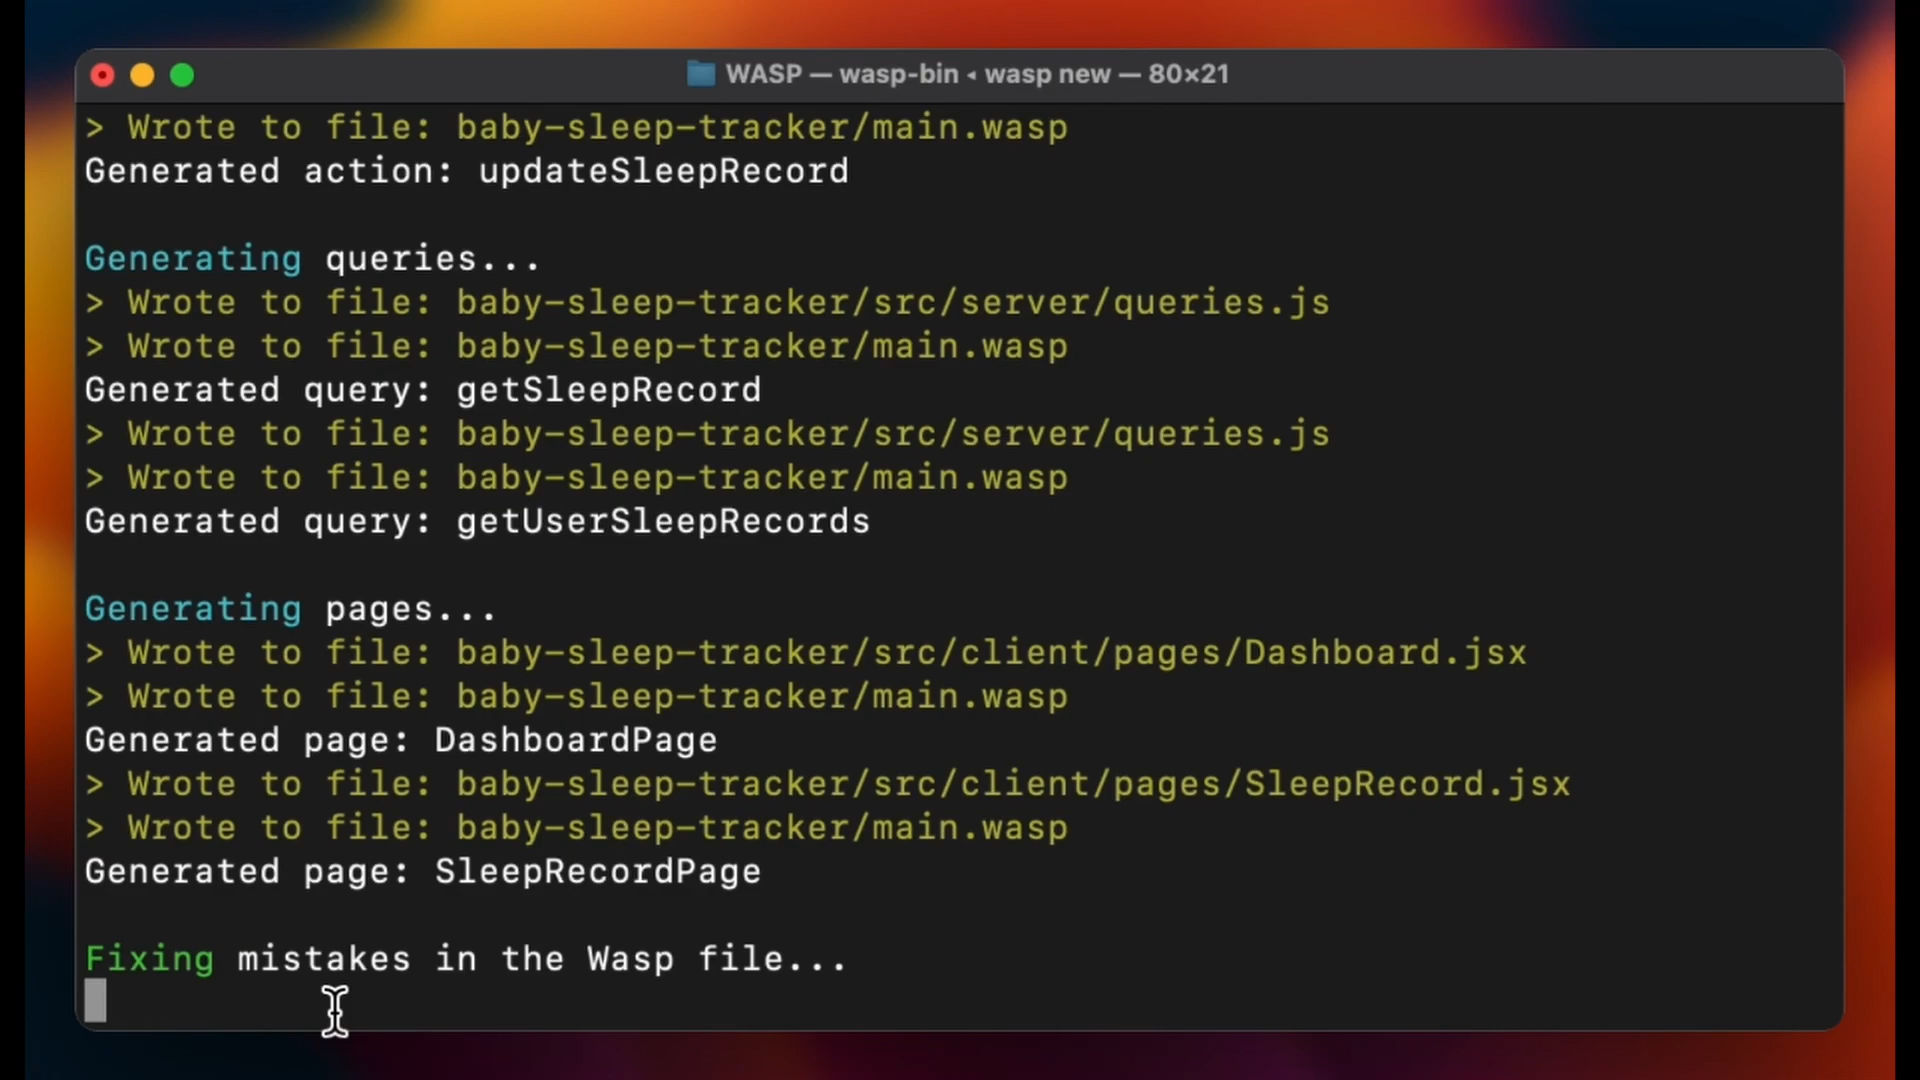 WASP — wasp-bin ◂ wasp new — 80×21
> Wrote to file: baby-sleep-tracker/main.wasp
Generated action: updateSleepRecord
Generating queries...
> Wrote to file: baby-sleep-tracker/src/server/queries.js
> Wrote to file: baby-sleep-tracker/main.wasp
Generated query: getSleepRecord
> Wrote to file: baby-sleep-tracker/src/server/queries.js
> Wrote to file: baby-sleep-tracker/main.wasp
Generated query: getUserSleepRecords
Generating pages...
> Wrote to file: baby-sleep-tracker/src/client/pages/Dashboard.jsx
> Wrote to file: baby-sleep-tracker/main.wasp
Generated page: DashboardPage
> Wrote to file: baby-sleep-tracker/src/client/pages/SleepRecord.jsx
> Wrote to file: baby-sleep-tracker/main.wasp
Generated page: SleepRecordPage
Fixing mistakes in the Wasp file...